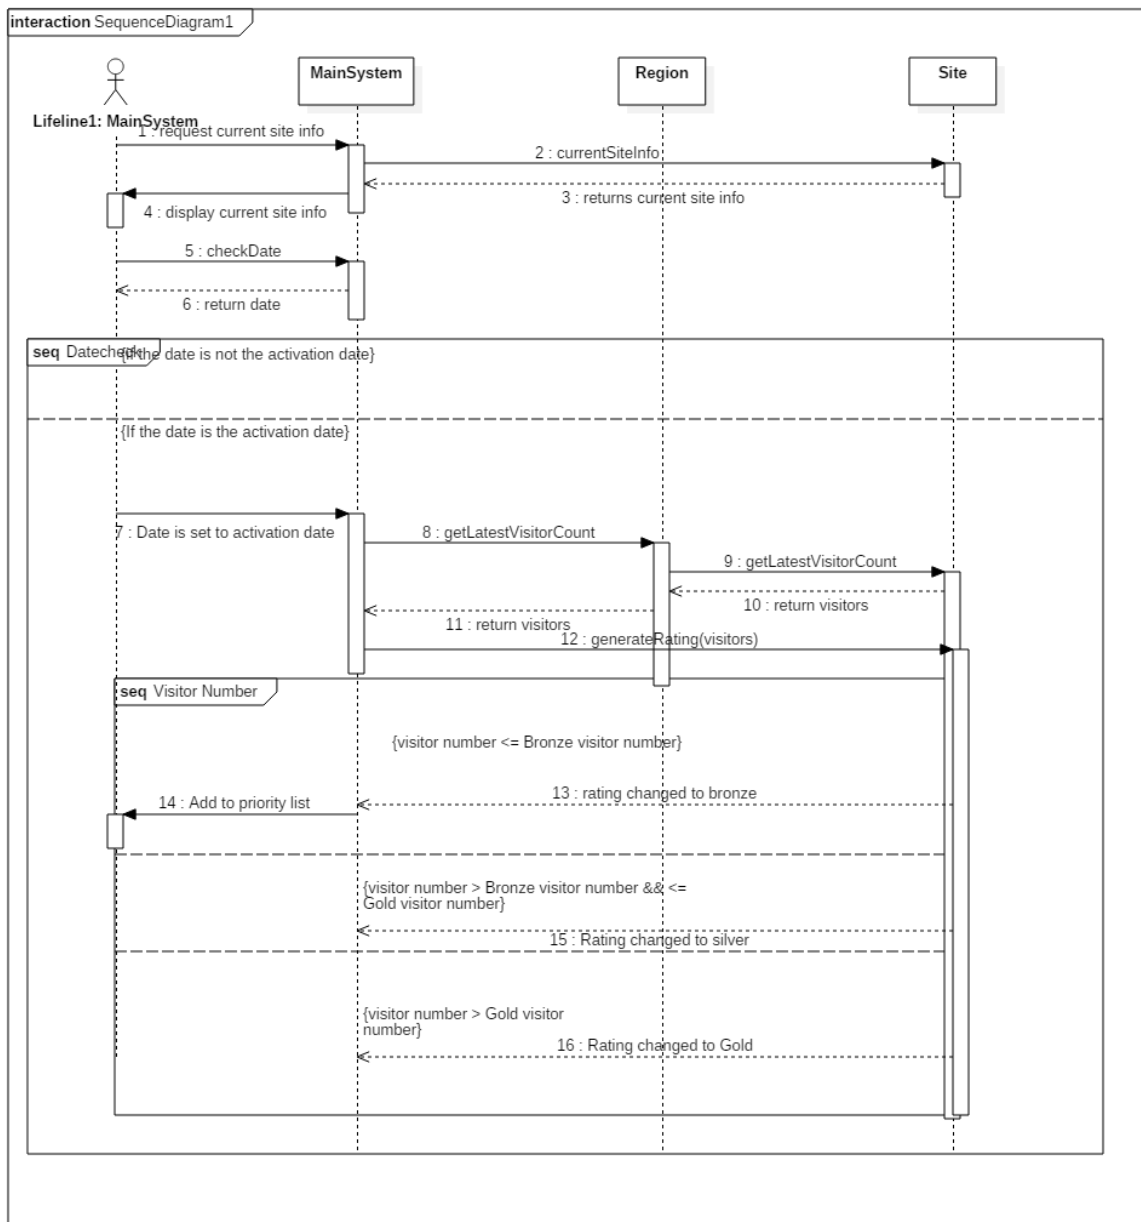 interaction SequenceDiagram1
MainSystem
Region
Site
Lifeline1: MainSystem
1 : request current site info
2 : currentSiteInfo
3 : returns current site info
4 : display current site info
5 : checkDate
6 : return date
seq Datecheck
{If the date is not the activation date}
{If the date is the activation date}
7 : Date is set to activation date
8 : getLatestVisitorCount
9 : getLatestVisitorCount
10 : return visitors
11 : return visitors
12 : generateRating(visitors)
seq Visitor Number
{visitor number <= Bronze visitor number}
13 : rating changed to bronze
14 : Add to priority list
{visitor number > Bronze visitor number && <=
Gold visitor number}
15 : Rating changed to silver
{visitor number > Gold visitor
number}
16 : Rating changed to Gold